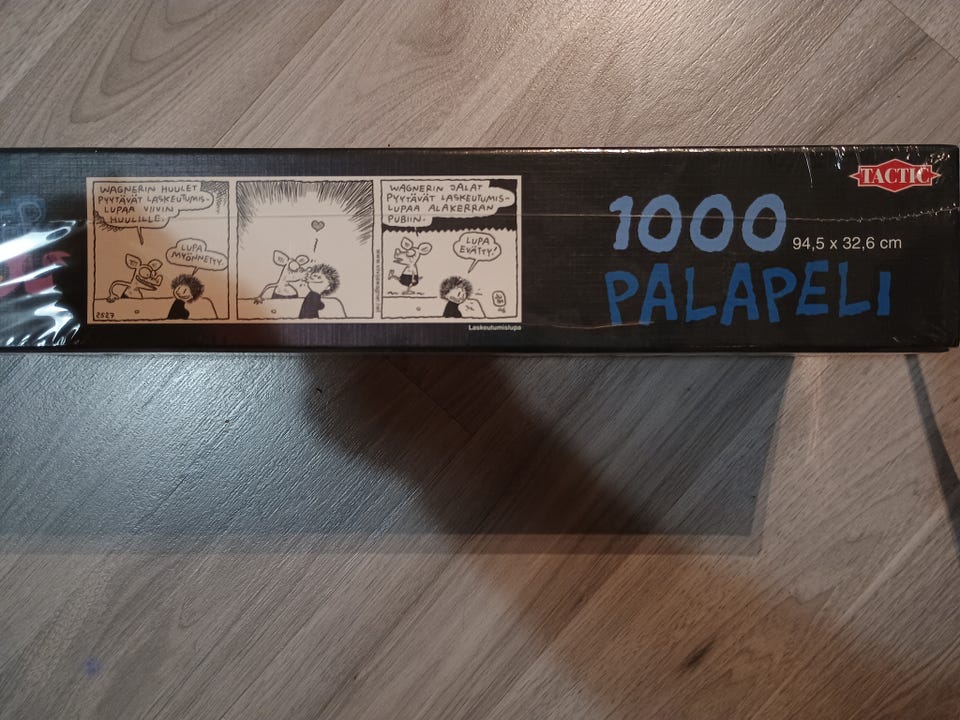 WAGNERIN HUULET
PYYTÄVÄT LASKEUTUMIS-
LUPAA VIIVIN
HUULILLE.
LUPA
MYÖNNETTY.
2527
WAGNERIN JALAT
PYYTÄVÄT LASKEUTUMIS-
LUPAA ALAKERRAN
PUBIIN.
LUPA
EVÄTTY!
Laskeutumislupa
1000
94,5 x 32,6 cm
PALAPELI
TACTIC